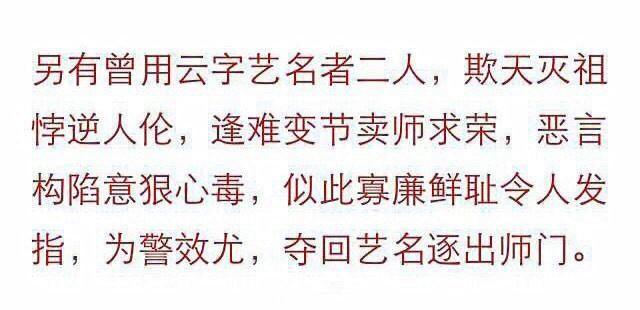 另有曾用云字艺名者二人，欺天灭祖
悖逆人伦，逢难变节卖师求荣，恶言
构陷意狠心毒，似此寡廉鲜耻令人发
指，为警效尤，夺回艺名逐出师门。